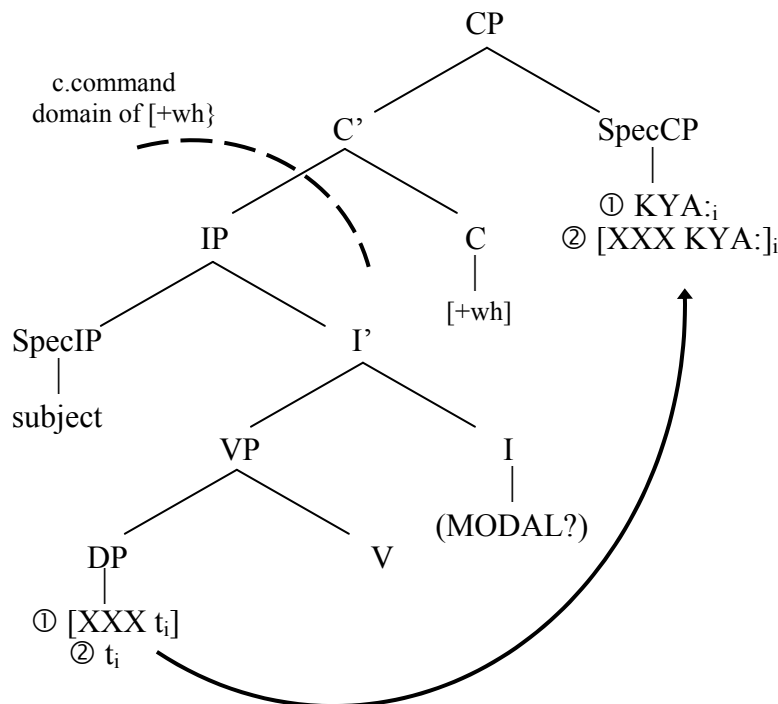 CP
c.command
domain of [+wh}
C’ SpecCP
① KYA:ᵢ
② [XXX KYA:]ᵢ
IP C
[+wh]
SpecIP I’
subject
VP I
(MODAL?)
DP V
① [XXX tᵢ]
② tᵢ